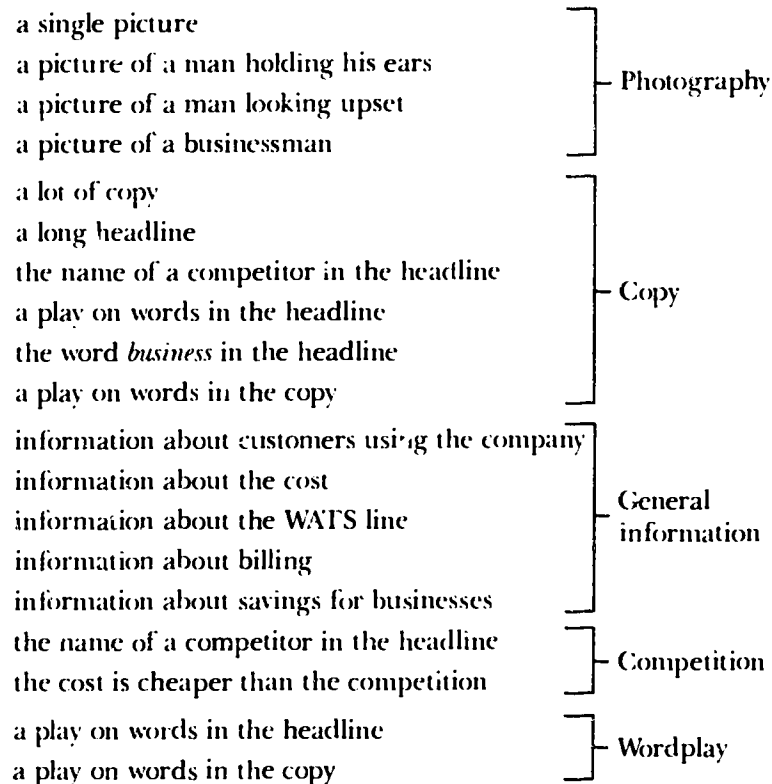 a single picture
a picture of a man holding his ears
a picture of a man looking upset
a picture of a businessman
Photography
a lot of copy
a long headline
the name of a competitor in the headline
a play on words in the headline
the word business in the headline
a play on words in the copy
Copy
information about customers using the company
information about the cost
information about the WATS line
information about billing
information about savings for businesses
General
information
the name of a competitor in the headline
the cost is cheaper than the competition
Competition
a play on words in the headline
a play on words in the copy
Wordplay